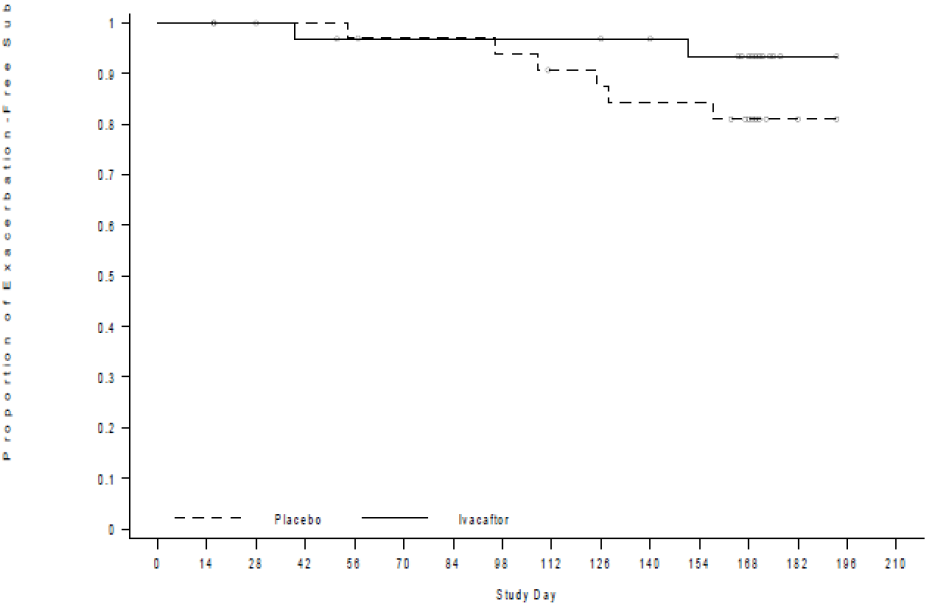 Proportion of Exacerbation-Free Sub
1
0.9
0.8
0.7
0.6
0.5
0.4
0.3
0.2
0.1
0
Placebo Ivacaftor
0 14 28 42 56 70 84 98 112 126 140 154 168 182 196 210
Study Day